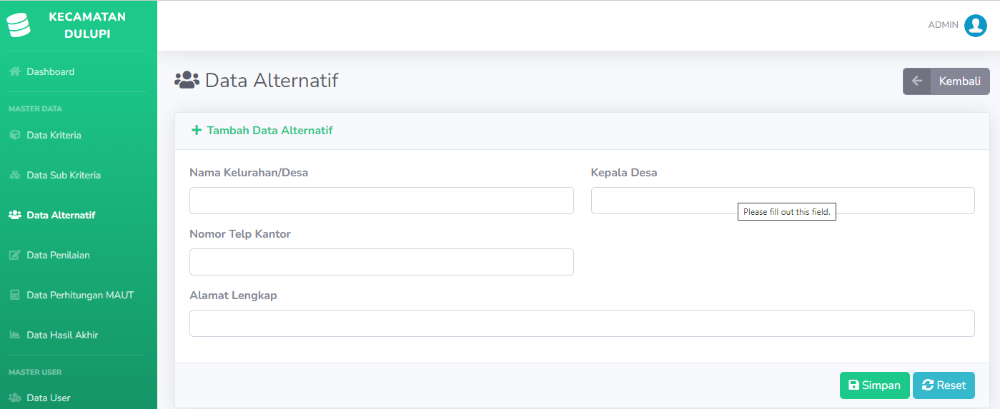 KECAMATAN
DULUPI
Dashboard
MASTER DATA
Data Kriteria
Data Sub Kriteria
Data Alternatif
Data Penilaian
Data Perhitungan MAUT
Data Hasil Akhir
MASTER USER
Data User
ADMIN
Data Alternatif
Kembali
Tambah Data Alternatif
Nama Kelurahan/Desa
Kepala Desa
Please fill out this field.
Nomor Telp Kantor
Alamat Lengkap
Simpan
Reset